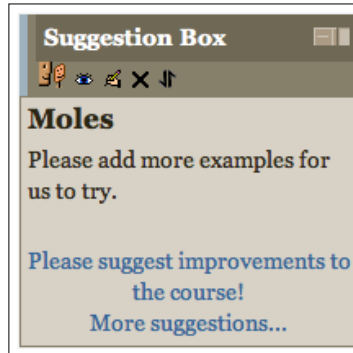 Suggestion Box
Moles
Please add more examples for
us to try.
Please suggest improvements to
the course!
More suggestions...